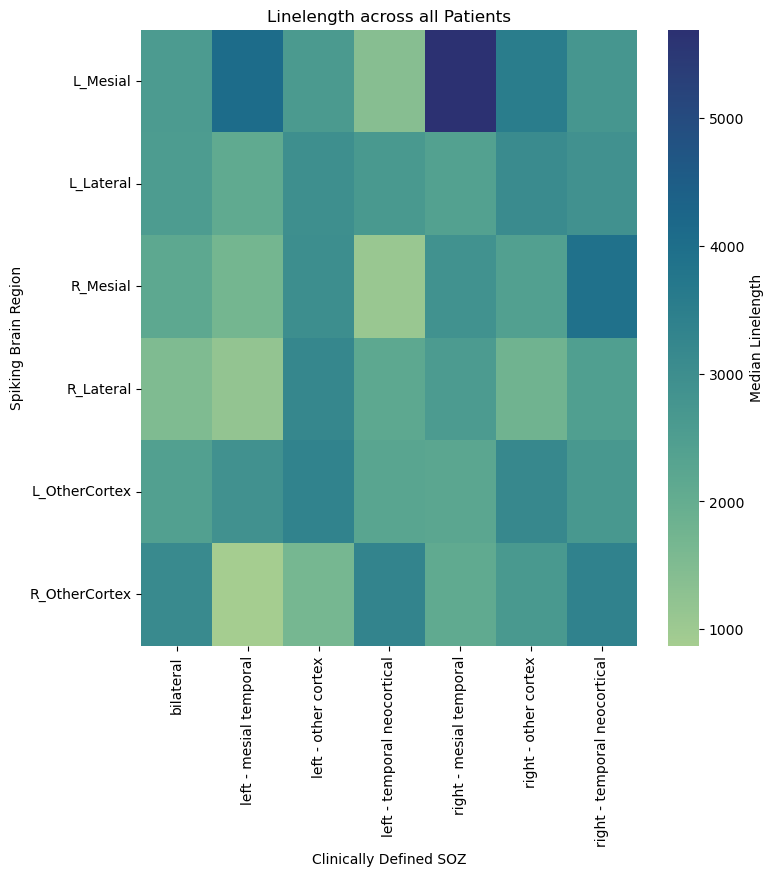 Linelength across all Patients
Spiking Brain Region
L_Mesial
L_Lateral
R_Mesial
R_Lateral
L_OtherCortex
R_OtherCortex
bilateral
left - mesial temporal
left - other cortex
left - temporal neocortical
right - mesial temporal
right - other cortex
right - temporal neocortical
Clinically Defined SOZ
5000
4000
3000
2000
1000
Median Linelength